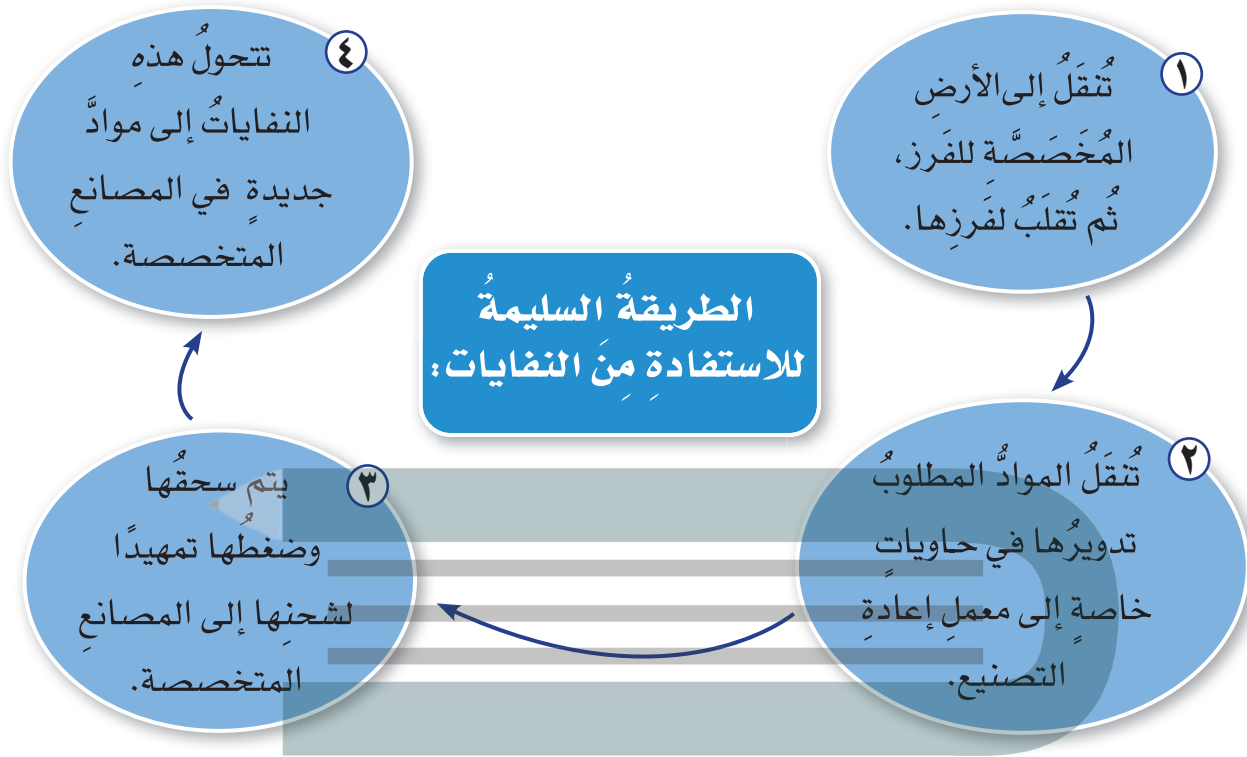 الطريقةُ السليمةُ
للاستفادةِ مِنَ النفايات:
١
تُنقَلُ إلى الأرضِ
المُخَصَصَّةِ للفَرز،
ثُم تُقلَبُ لفَرزِها.
٢
تُنقَلُ الموادُّ المطلوبُ
تدويرُها في حاوياتٍ
خاصةٍ إلى معملِ إعادةِ
التصنيع.
٣
يتم سحقُها
وضغطُها تمهيدًا
لشحنِها إلى المصانعِ
المتخصصة.
٤
تتحولُ هذهِ
النفاياتُ إلى موادَّ
جديدةٍ في المصانعِ
المتخصصة.